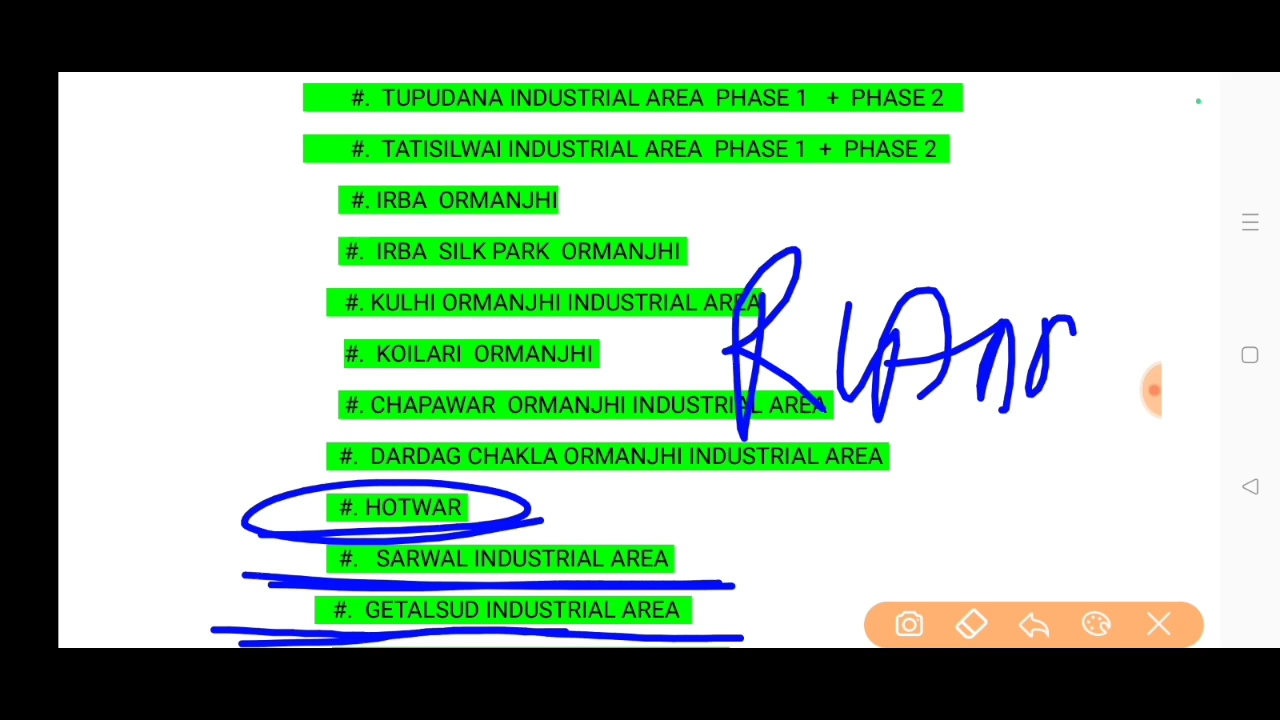 #. TUPUDANA INDUSTRIAL AREA PHASE 1 + PHASE 2
#. TATISILWAI INDUSTRIAL AREA PHASE 1 + PHASE 2
#. IRBA ORMANJHI
#. IRBA SILK PARK ORMANJHI
#. KULHI ORMANJHI INDUSTRIAL AREA
#. KOILARI ORMANJHI
#. CHAPAWAR ORMANJHI INDUSTRIAL AREA
#. DARDAG CHAKLA ORMANJHI INDUSTRIAL AREA
#. HOTWAR
#. SARWAL INDUSTRIAL AREA
#. GETALSUD INDUSTRIAL AREA